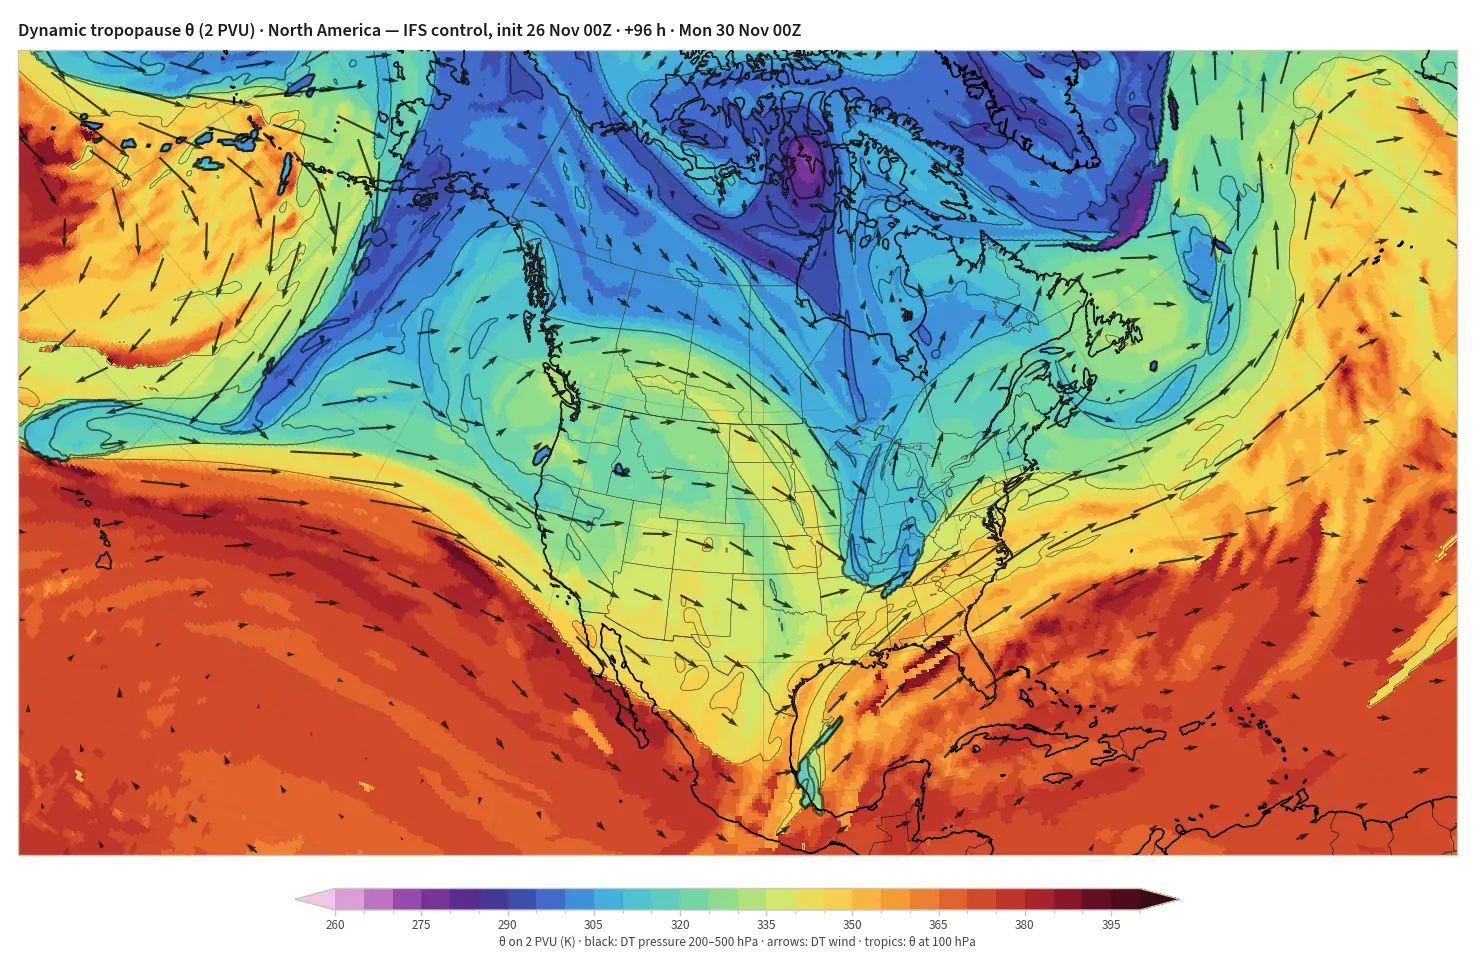 Dynamic tropopause θ (2 PVU) · North America — IFS control, init 26 Nov 00Z · +96 h · Mon 30 Nov 00Z
260 275 290 305 320 335 350 365 380 395
θ on 2 PVU (K) · black: DT pressure 200–500 hPa · arrows: DT wind · tropics: θ at 100 hPa